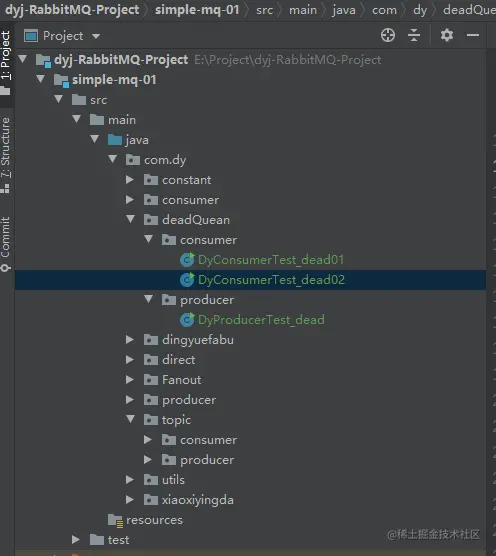 dyj-RabbitMQ-Project simple-mq-01 src main java com dy deadQue
1: Project
Project
dyj-RabbitMQ-Project E:\Project\dyj-RabbitMQ-Project
simple-mq-01
src
main
java
com.dy
constant
consumer
deadQuean
consumer
DyConsumerTest_dead01
DyConsumerTest_dead02
producer
DyProducerTest_dead
dingyuefabu
direct
Fanout
producer
topic
consumer
producer
utils
xiaoxiyingda
resources
test
7: Structure
Commit
@稀土掘金技术社区